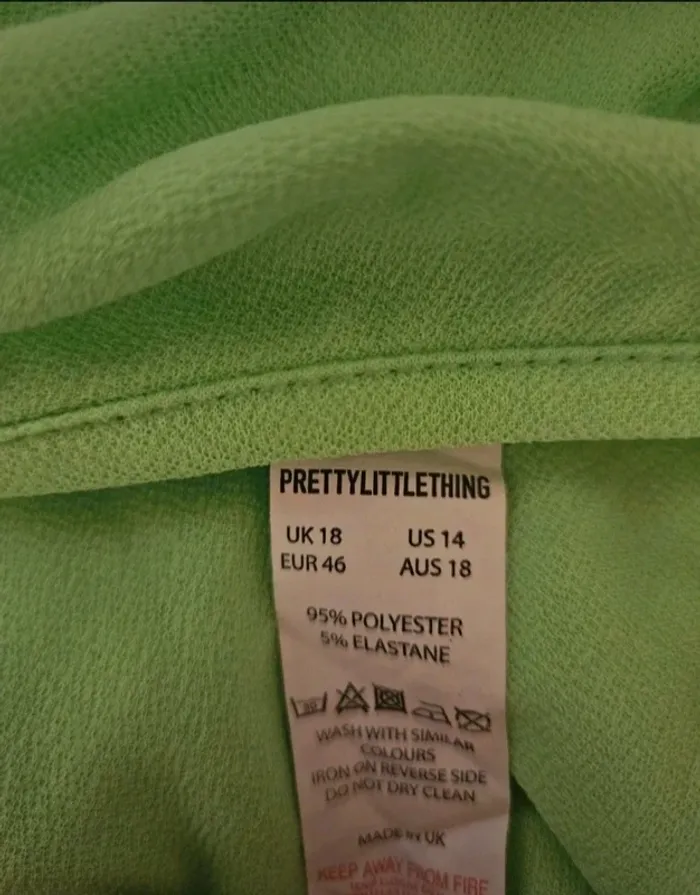 PRETTYLITTLETHING
UK 18 US 14
EUR 46 AUS 18
95% POLYESTER
5% ELASTANE
30
WASH WITH SIMILAR
COLOURS
IRON ON REVERSE SIDE
DO NOT DRY CLEAN
MADE IN UK
KEEP AWAY FROM FIRE